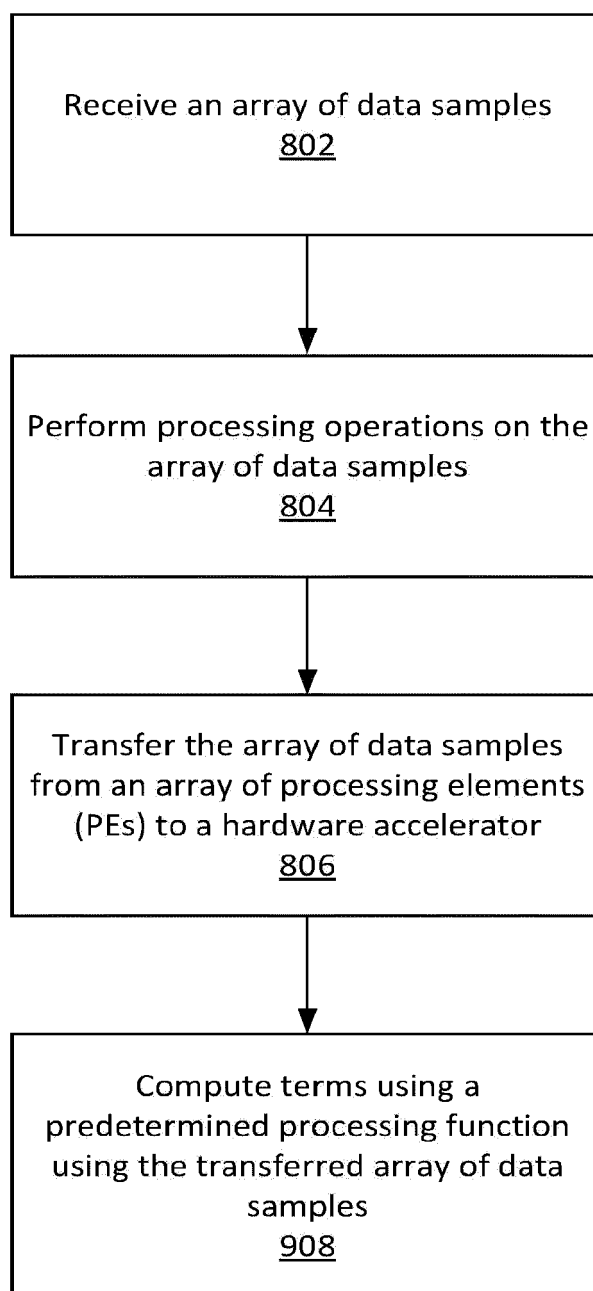 Receive an array of data samples
802
Perform processing operations on the
array of data samples
804
Transfer the array of data samples
from an array of processing elements
(PEs) to a hardware accelerator
806
Compute terms using a
predetermined processing function
using the transferred array of data
samples
908